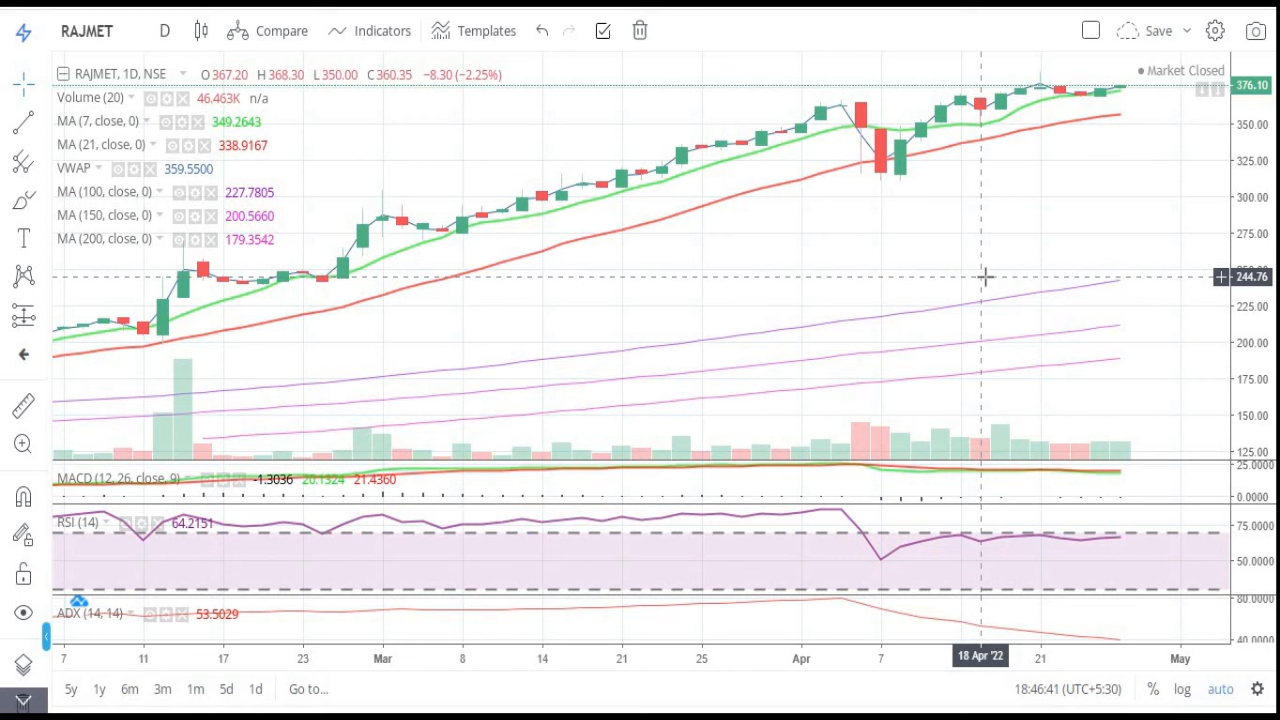 RAJMET D Compare Indicators Templates Save
RAJMET, 1D, NSE O367.20 H368.30 L350.00 C360.35 −8.30 (−2.25%)
Market Closed
Volume (20) 46.463K n/a
MA (7, close, 0) 349.2643
MA (21, close, 0) 338.9167
VWAP 359.5500
MA (100, close, 0) 227.7805
MA (150, close, 0) 200.5660
MA (200, close, 0) 179.3542
376.10
350.00
325.00
300.00
275.00
244.76
225.00
200.00
175.00
150.00
125.00
MACD (12, 26, close, 9) -1.3036 20.1324 21.4360
25.0000
0.0000
RSI (14) 64.2151
75.0000
50.0000
ADX (14, 14) 53.5029
80.0000
40.0000
7 11 17 23 Mar 8 14 21 25 Apr 7 18 Apr '22 21 May
5y 1y 6m 3m 1m 5d 1d Go to... 18:46:41 (UTC+5:30) % log auto